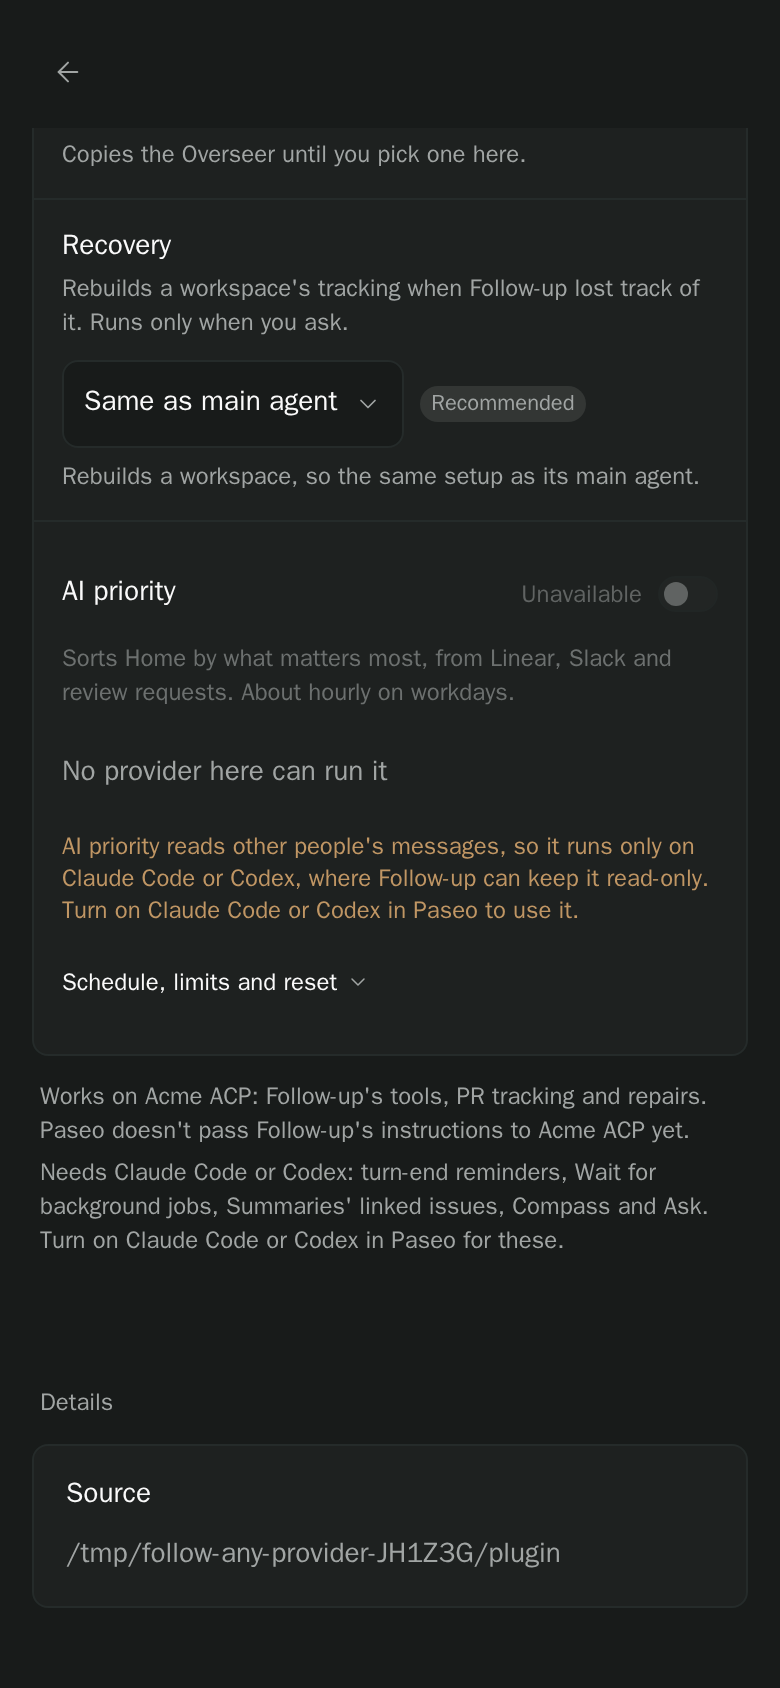 Copies the Overseer until you pick one here.
Recovery
Rebuilds a workspace's tracking when Follow-up lost track of
it. Runs only when you ask.
Same as main agent
Recommended
Rebuilds a workspace, so the same setup as its main agent.
AI priority
Unavailable
Sorts Home by what matters most, from Linear, Slack and
review requests. About hourly on workdays.
No provider here can run it
AI priority reads other people's messages, so it runs only on
Claude Code or Codex, where Follow-up can keep it read-only.
Turn on Claude Code or Codex in Paseo to use it.
Schedule, limits and reset
Works on Acme ACP: Follow-up's tools, PR tracking and repairs.
Paseo doesn't pass Follow-up's instructions to Acme ACP yet.
Needs Claude Code or Codex: turn-end reminders, Wait for
background jobs, Summaries' linked issues, Compass and Ask.
Turn on Claude Code or Codex in Paseo for these.
Details
Source
/tmp/follow-any-provider-JH1Z3G/plugin